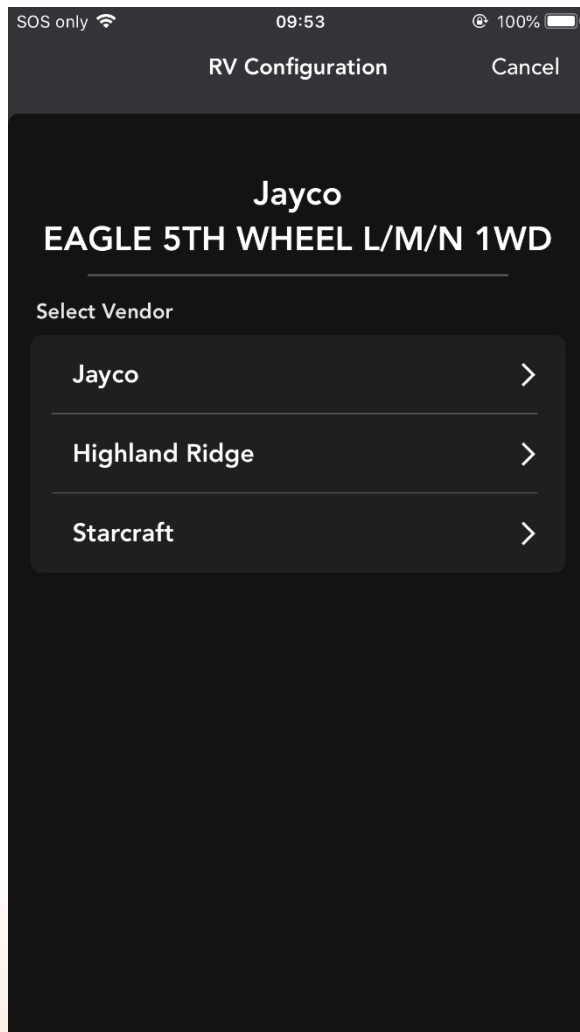 SOS only 09:53 100%
RV Configuration Cancel
Jayco
EAGLE 5TH WHEEL L/M/N 1WD
Select Vendor
Jayco
Highland Ridge
Starcraft